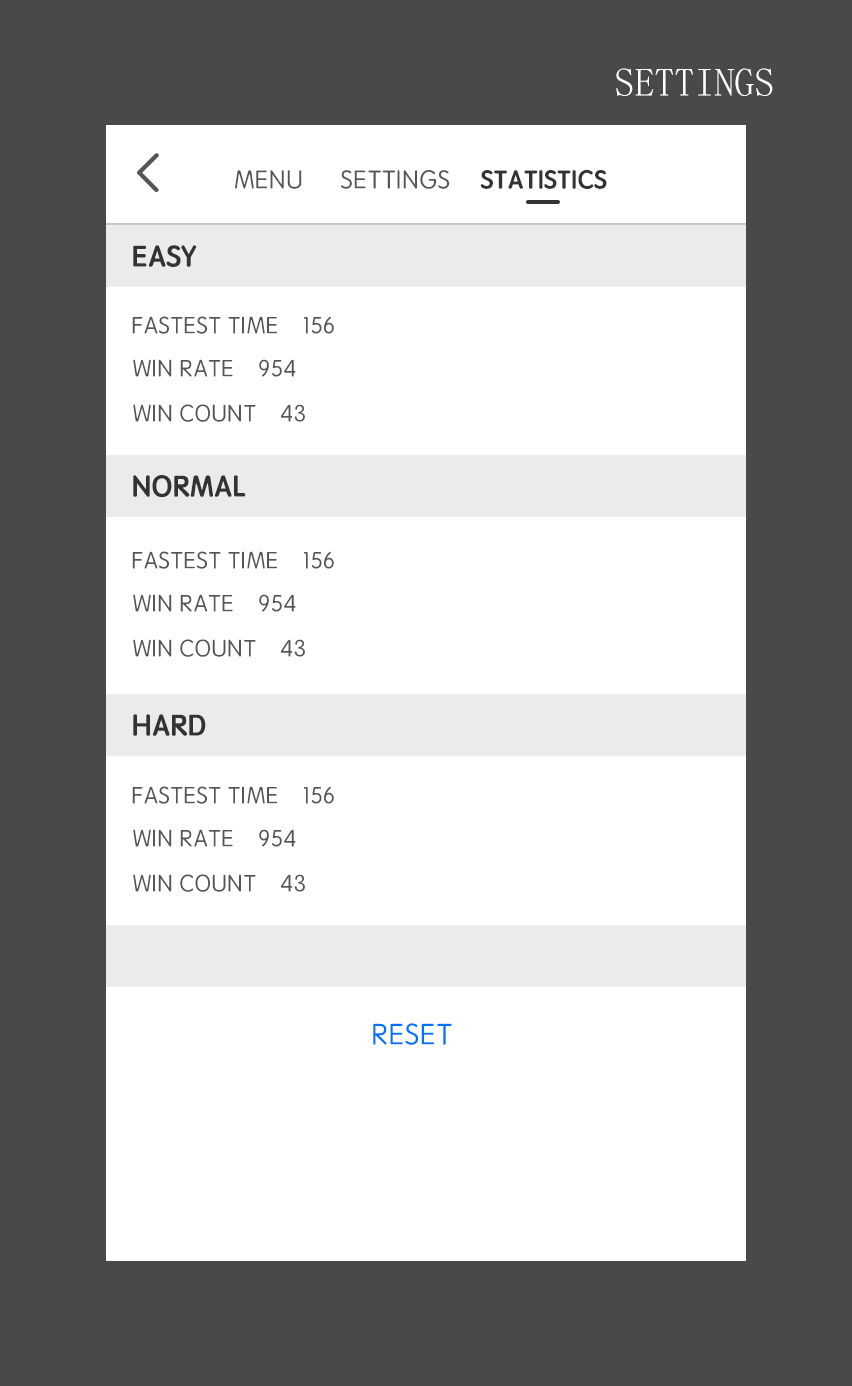 SETTINGS
MENU SETTINGS STATISTICS
EASY
FASTEST TIME 156
WIN RATE 954
WIN COUNT 43
NORMAL
FASTEST TIME 156
WIN RATE 954
WIN COUNT 43
HARD
FASTEST TIME 156
WIN RATE 954
WIN COUNT 43
RESET